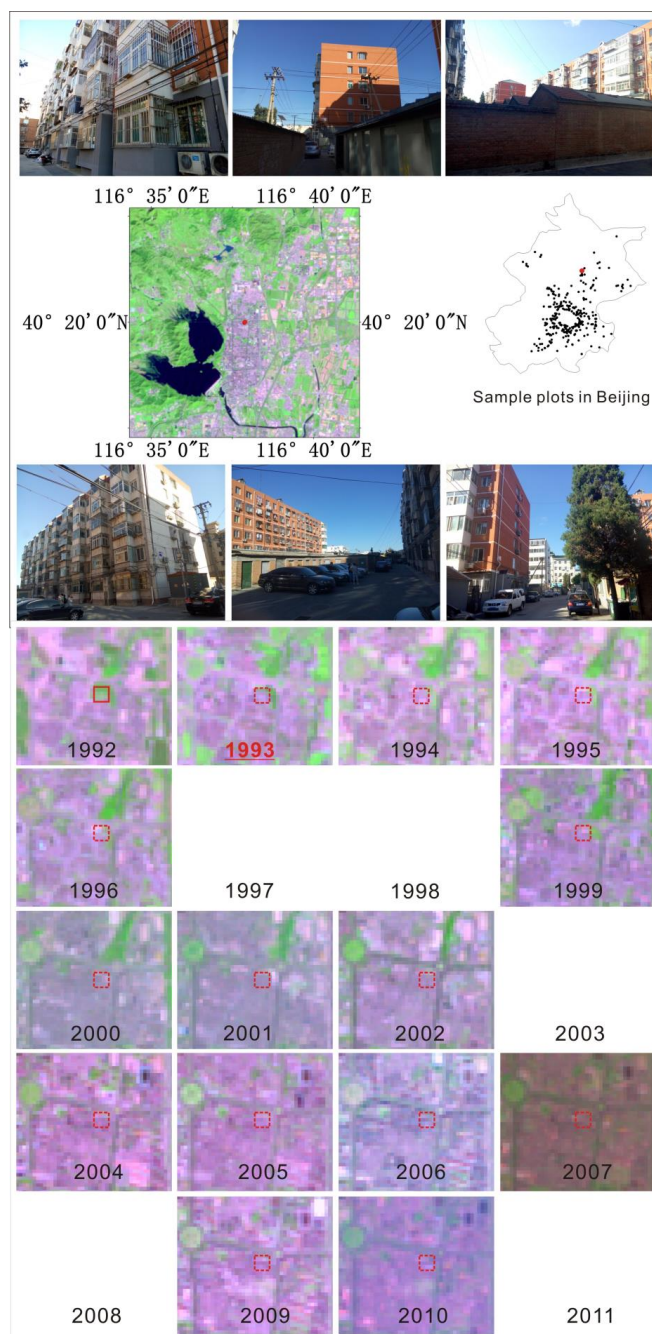 116° 35'0"E 116° 40'0"E
40° 20'0"N 40° 20'0"N
Sample plots in Beijing
116° 35'0"E 116° 40'0"E
1992 1993 1994 1995
1996 1997 1998 1999
2000 2001 2002 2003
2004 2005 2006 2007
2008 2009 2010 2011